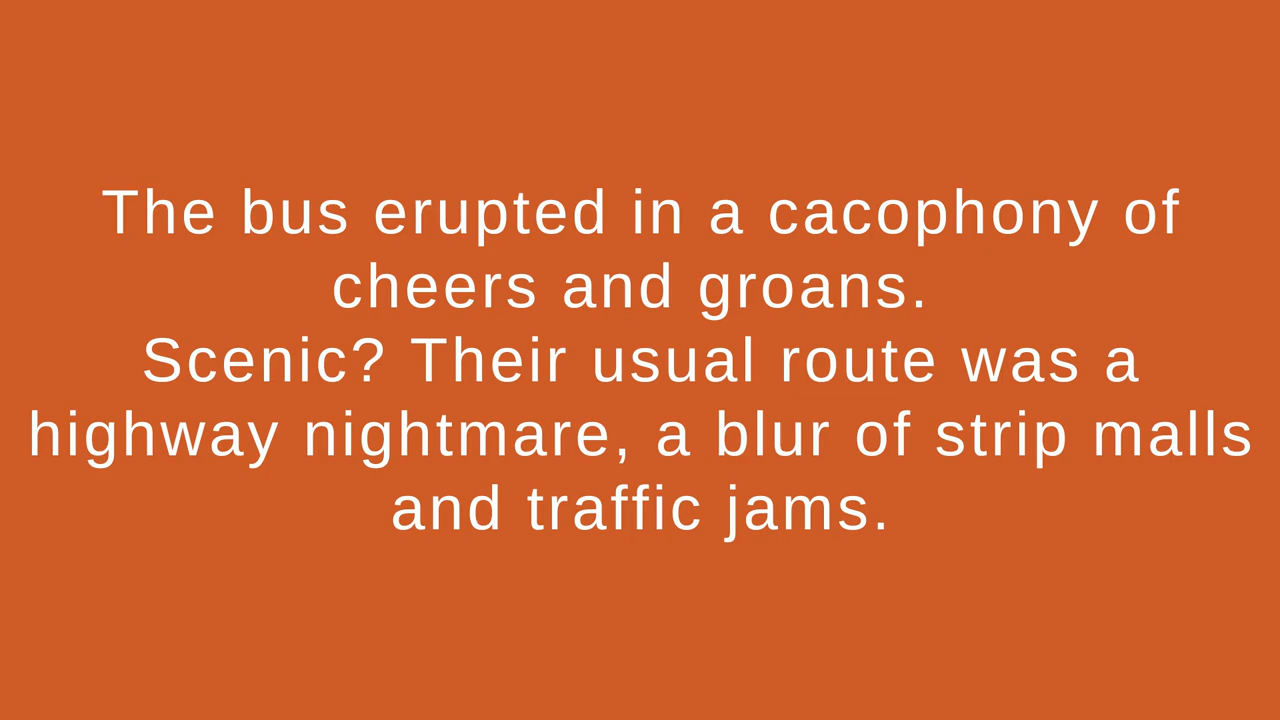 The bus erupted in a cacophony of
cheers and groans.
Scenic? Their usual route was a
highway nightmare, a blur of strip malls
and traffic jams.